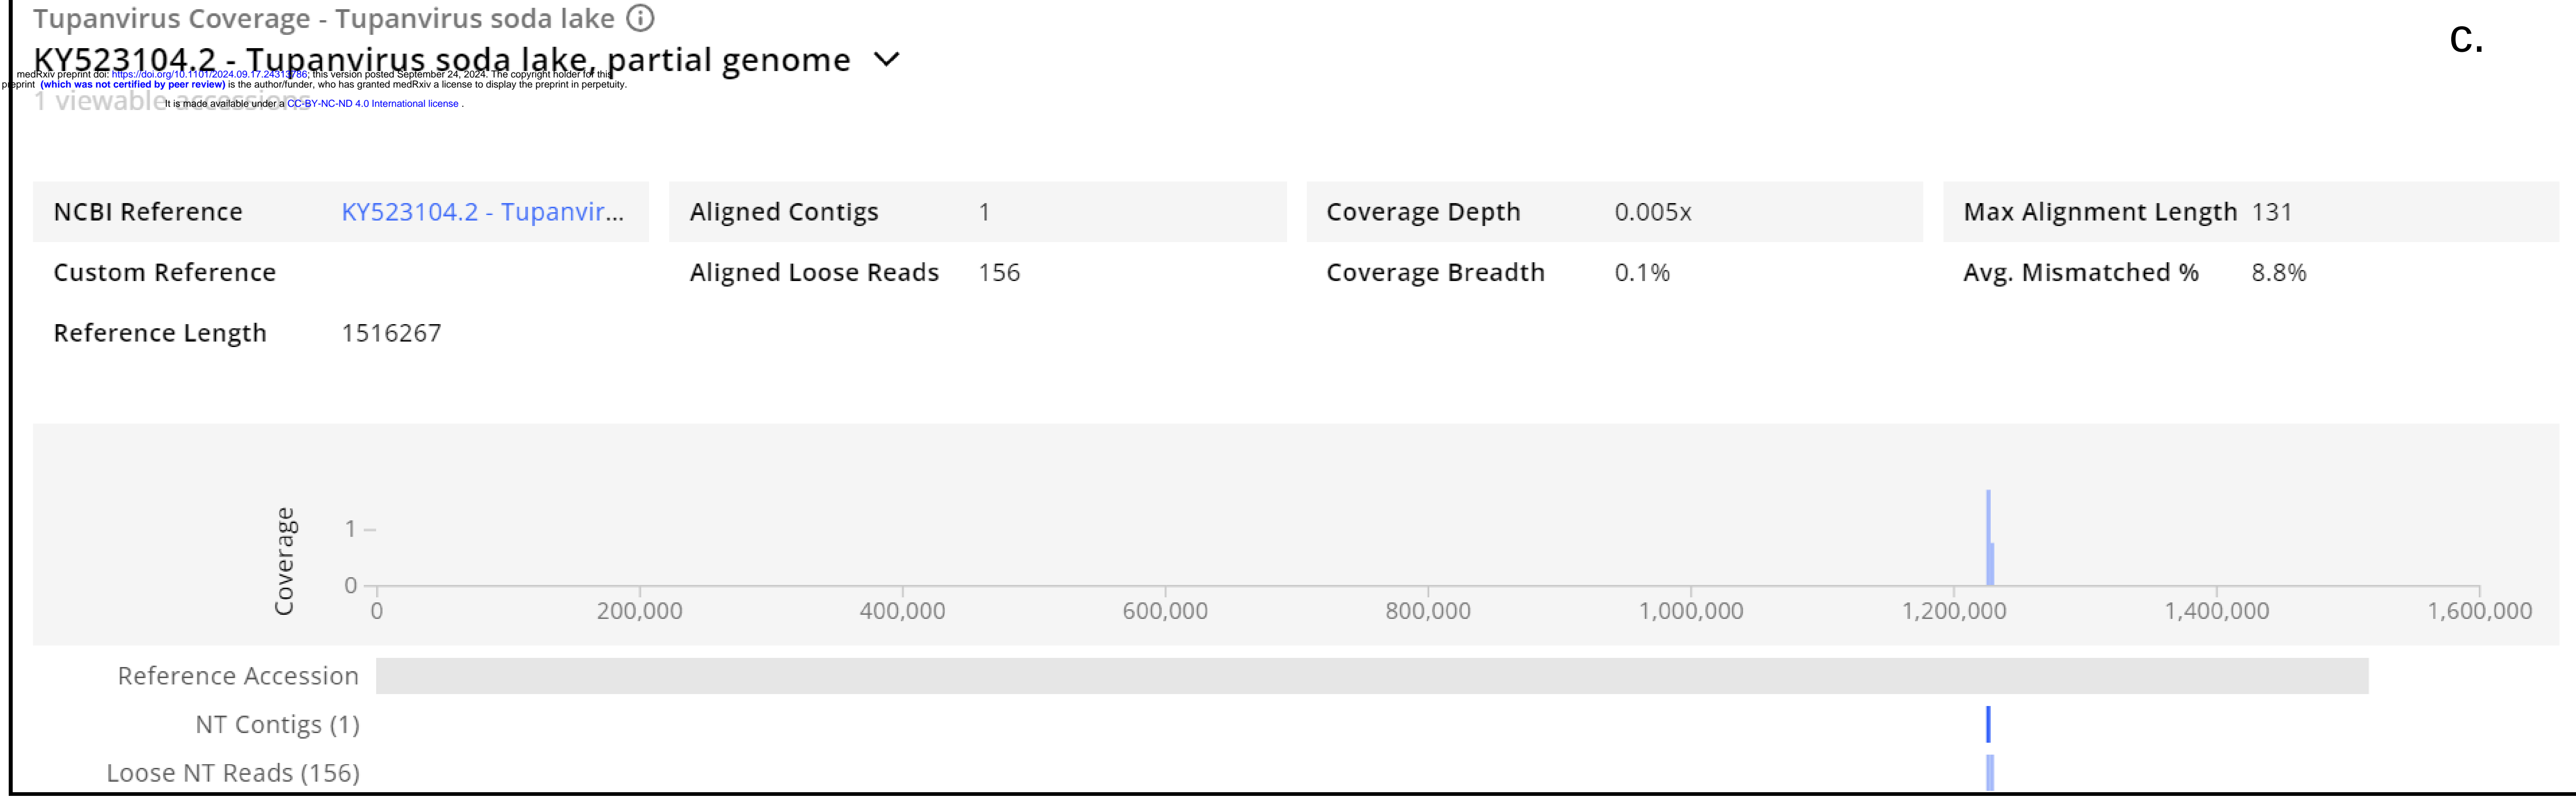 Tupanvirus Coverage - Tupanvirus soda lake
c.
KY523104.2 - Tupanvirus soda lake, partial genome
medRxiv preprint doi: https://doi.org/10.1101/2024.09.17.24313786; this version posted September 24, 2024. The copyright holder for this
preprint (which was not certified by peer review) is the author/funder, who has granted medRxiv a license to display the preprint in perpetuity.
1 viewable accessions
It is made available under a CC-BY-NC-ND 4.0 International license .
NCBI Reference KY523104.2 - Tupanvir... Aligned Contigs 1 Coverage Depth 0.005x Max Alignment Length 131
Custom Reference Aligned Loose Reads 156 Coverage Breadth 0.1% Avg. Mismatched % 8.8%
Reference Length 1516267
Coverage
1
0
0 200,000 400,000 600,000 800,000 1,000,000 1,200,000 1,400,000 1,600,000
Reference Accession
NT Contigs (1)
Loose NT Reads (156)